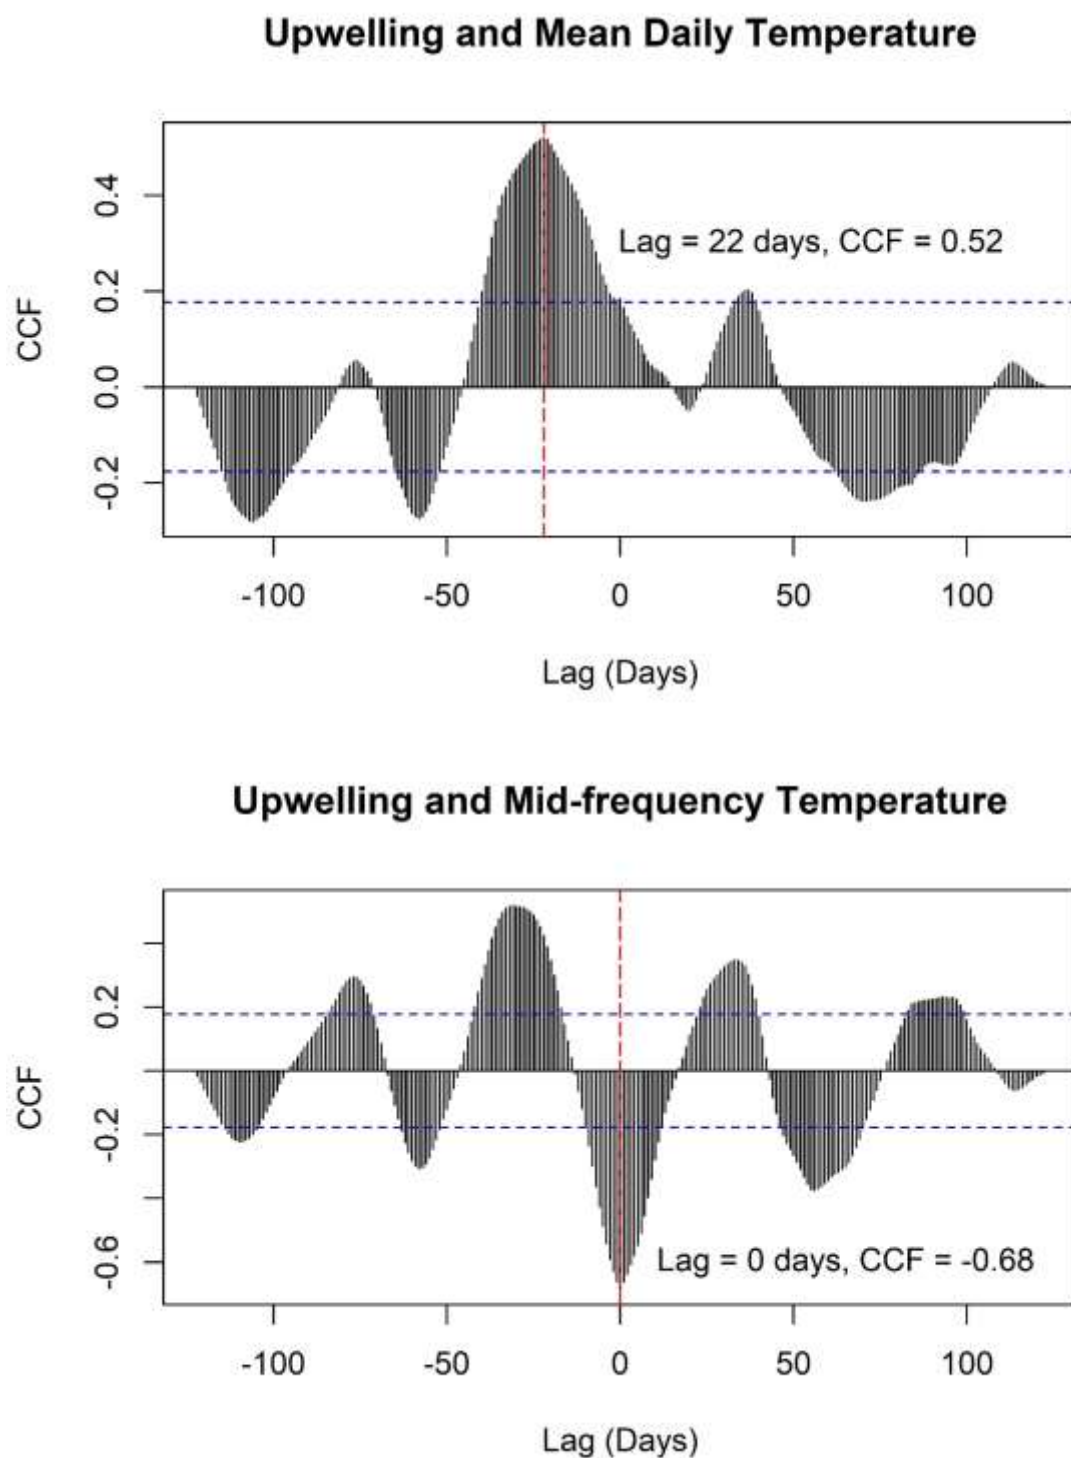 Upwelling and Mean Daily Temperature
CCF
0.4
0.2
0.0
-0.2
Lag = 22 days, CCF = 0.52
-100 -50 0 50 100
Lag (Days)
Upwelling and Mid-frequency Temperature
CCF
0.2
-0.2
-0.6
Lag = 0 days, CCF = -0.68
-100 -50 0 50 100
Lag (Days)